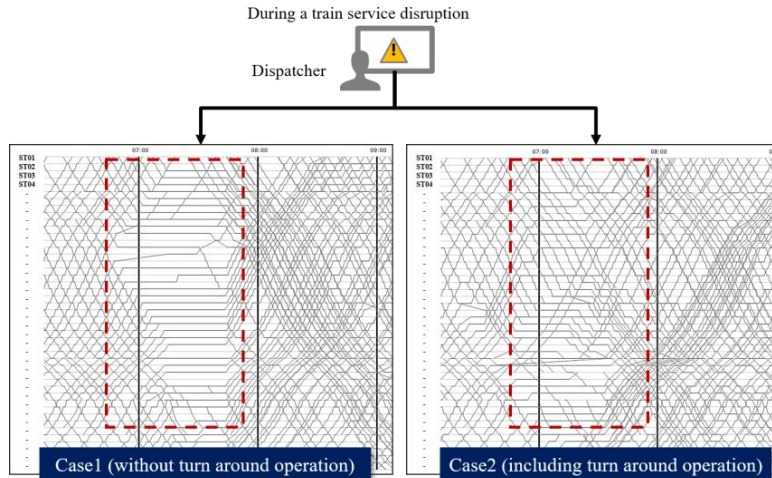 During a train service disruption
Dispatcher
07:00 08:00 09:00
ST01
ST02
ST03
ST04
Case1 (without turn around operation)
07:00 08:00
ST01
ST02
ST03
ST04
Case2 (including turn around operation)